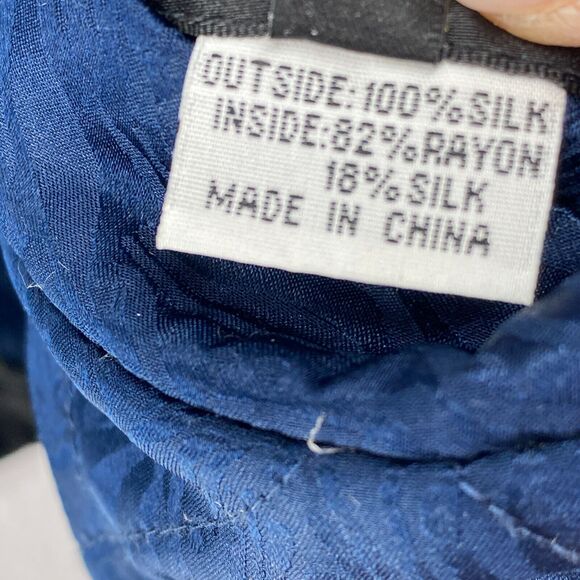 OUTSIDE:100%SILK
INSIDE:82%RAYON
18%SILK
MADE IN CHINA